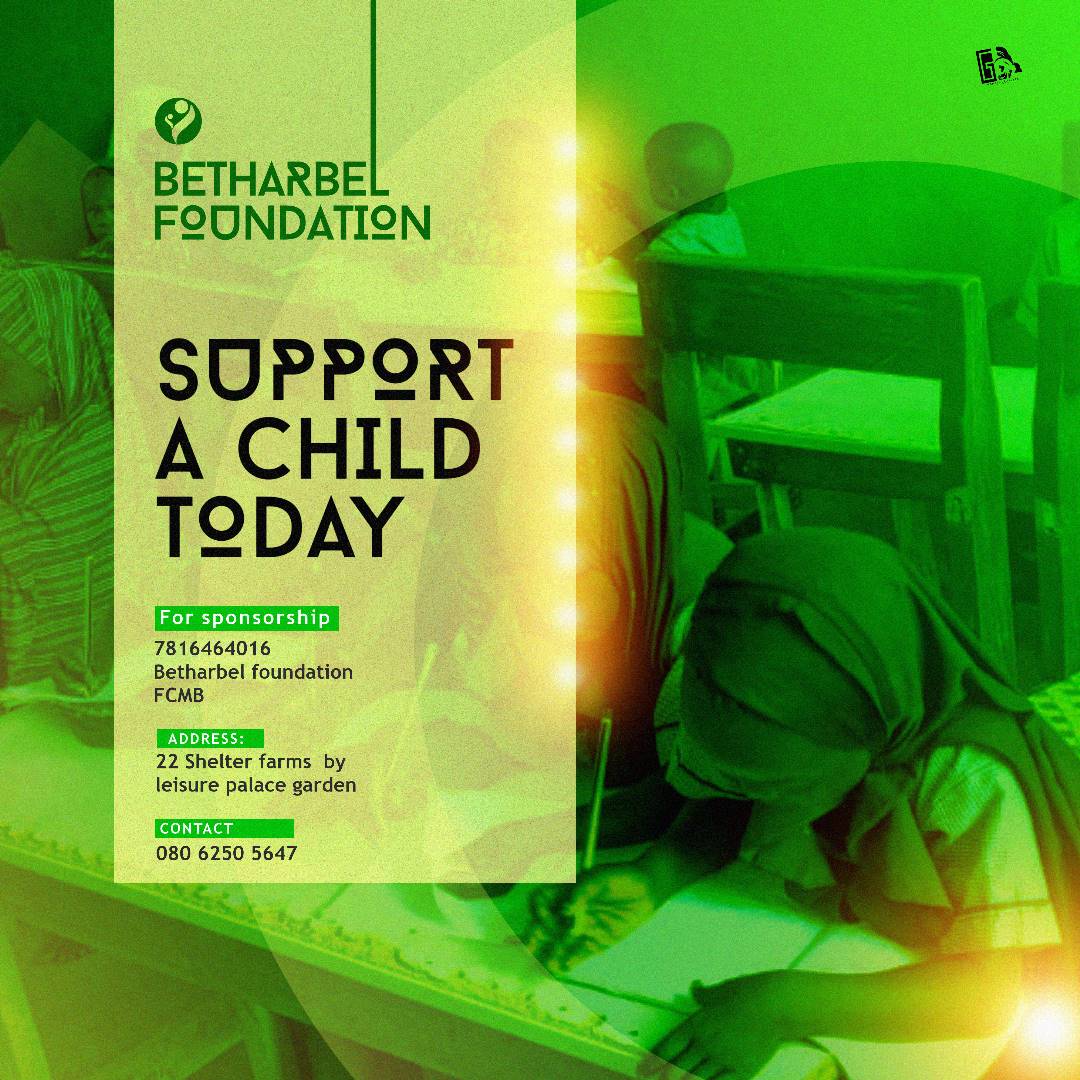 BETHARBEL
FOUNDATION
SUPPORT
A CHILD
TODAY
For sponsorship
7816464016
Betharbel foundation
FCMB
ADDRESS:
22 Shelter farms by
leisure palace garden
CONTACT
080 6250 5647